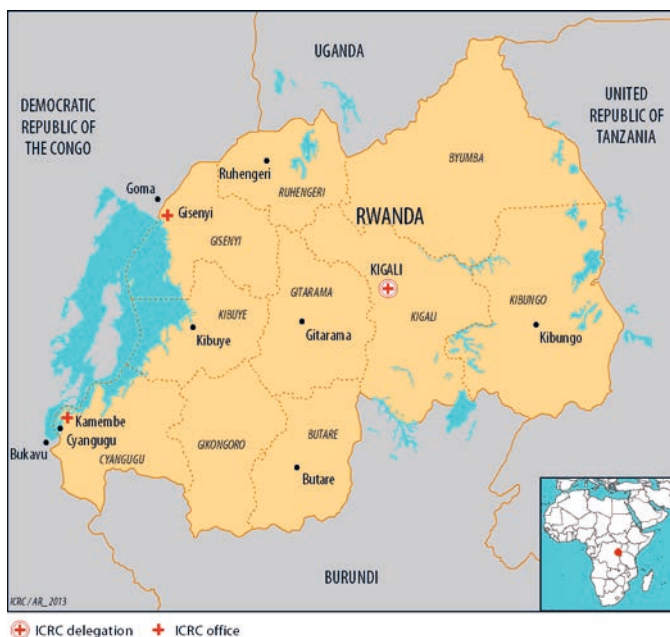 UGANDA
DEMOCRATIC
REPUBLIC OF
THE CONGO
UNITED
REPUBLIC OF
TANZANIA
BYUMBA
Ruhengeri
RUHENGERI
Goma
Gisenyi
RWANDA
GISENYI
KIGALI
GITARAMA
KIBUYE
KIBUNGO
KIGALI
Kibuye
Gitarama
Kibungo
Kamembe
Cyangugu
BUTARE
Bukavu
CYANGUGU
GIKONGORO
Butare
BURUNDI
ICRC / AR_ 2013
ICRC delegation
ICRC office